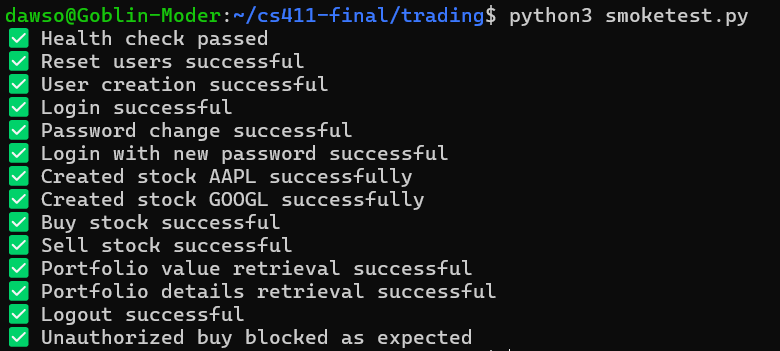 dawso@Goblin-Moder:~/cs411-final/trading$ python3 smoketest.py
✅ Health check passed
✅ Reset users successful
✅ User creation successful
✅ Login successful
✅ Password change successful
✅ Login with new password successful
✅ Created stock AAPL successfully
✅ Created stock GOOGL successfully
✅ Buy stock successful
✅ Sell stock successful
✅ Portfolio value retrieval successful
✅ Portfolio details retrieval successful
✅ Logout successful
✅ Unauthorized buy blocked as expected